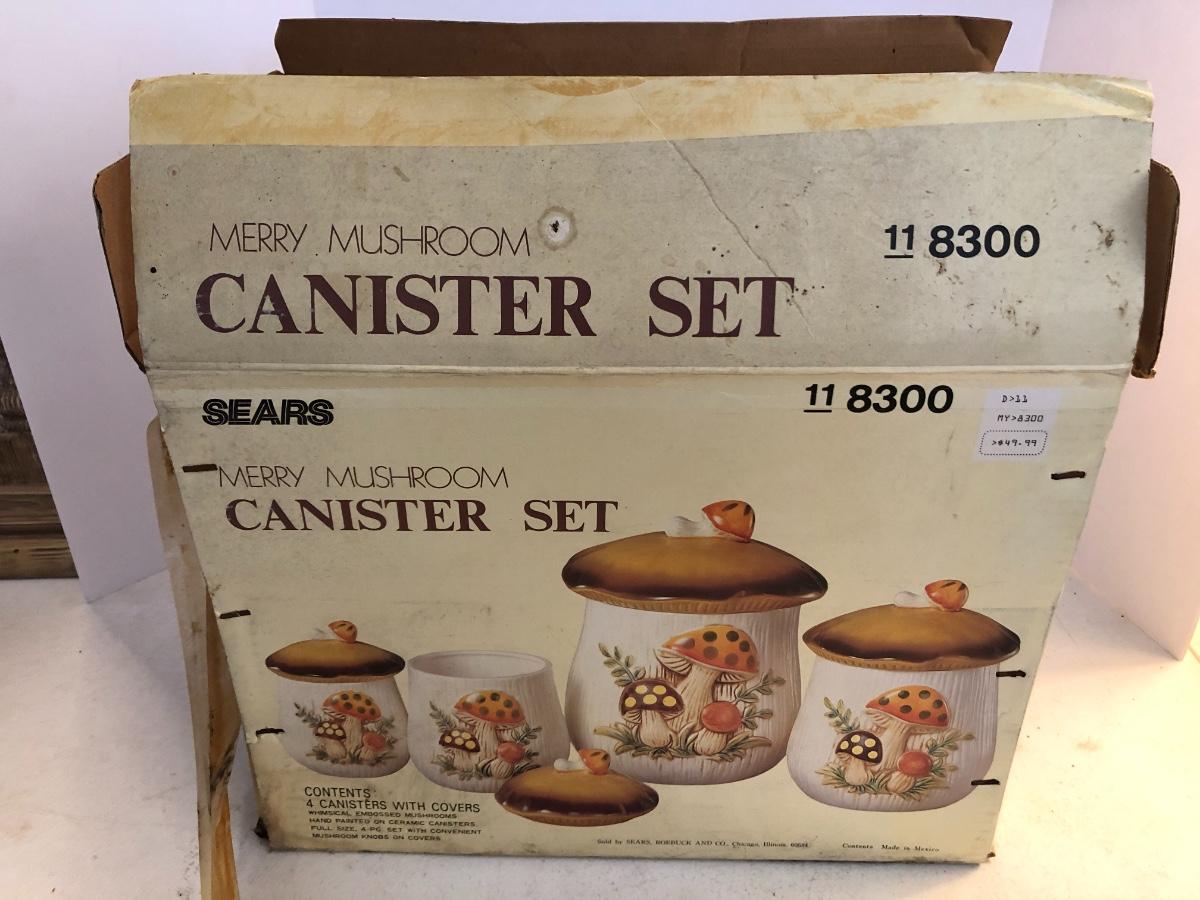 MERRY MUSHROOM
11 8300
CANISTER SET
SEARS
11 8300
D>11
MY>8300
>$49.99
MERRY MUSHROOM
CANISTER SET
CONTENTS:
4 CANISTERS WITH COVERS
WHIMSICAL EMBOSSED MUSHROOMS
HAND PAINTED ON CERAMIC CANISTERS
FULL SIZE, 4-PC. SET WITH CONVENIENT
MUSHROOM KNOBS ON COVERS
Sold by SEARS, ROEBUCK AND CO., Chicago, Illinois, 60684
Contents Made in Mexico